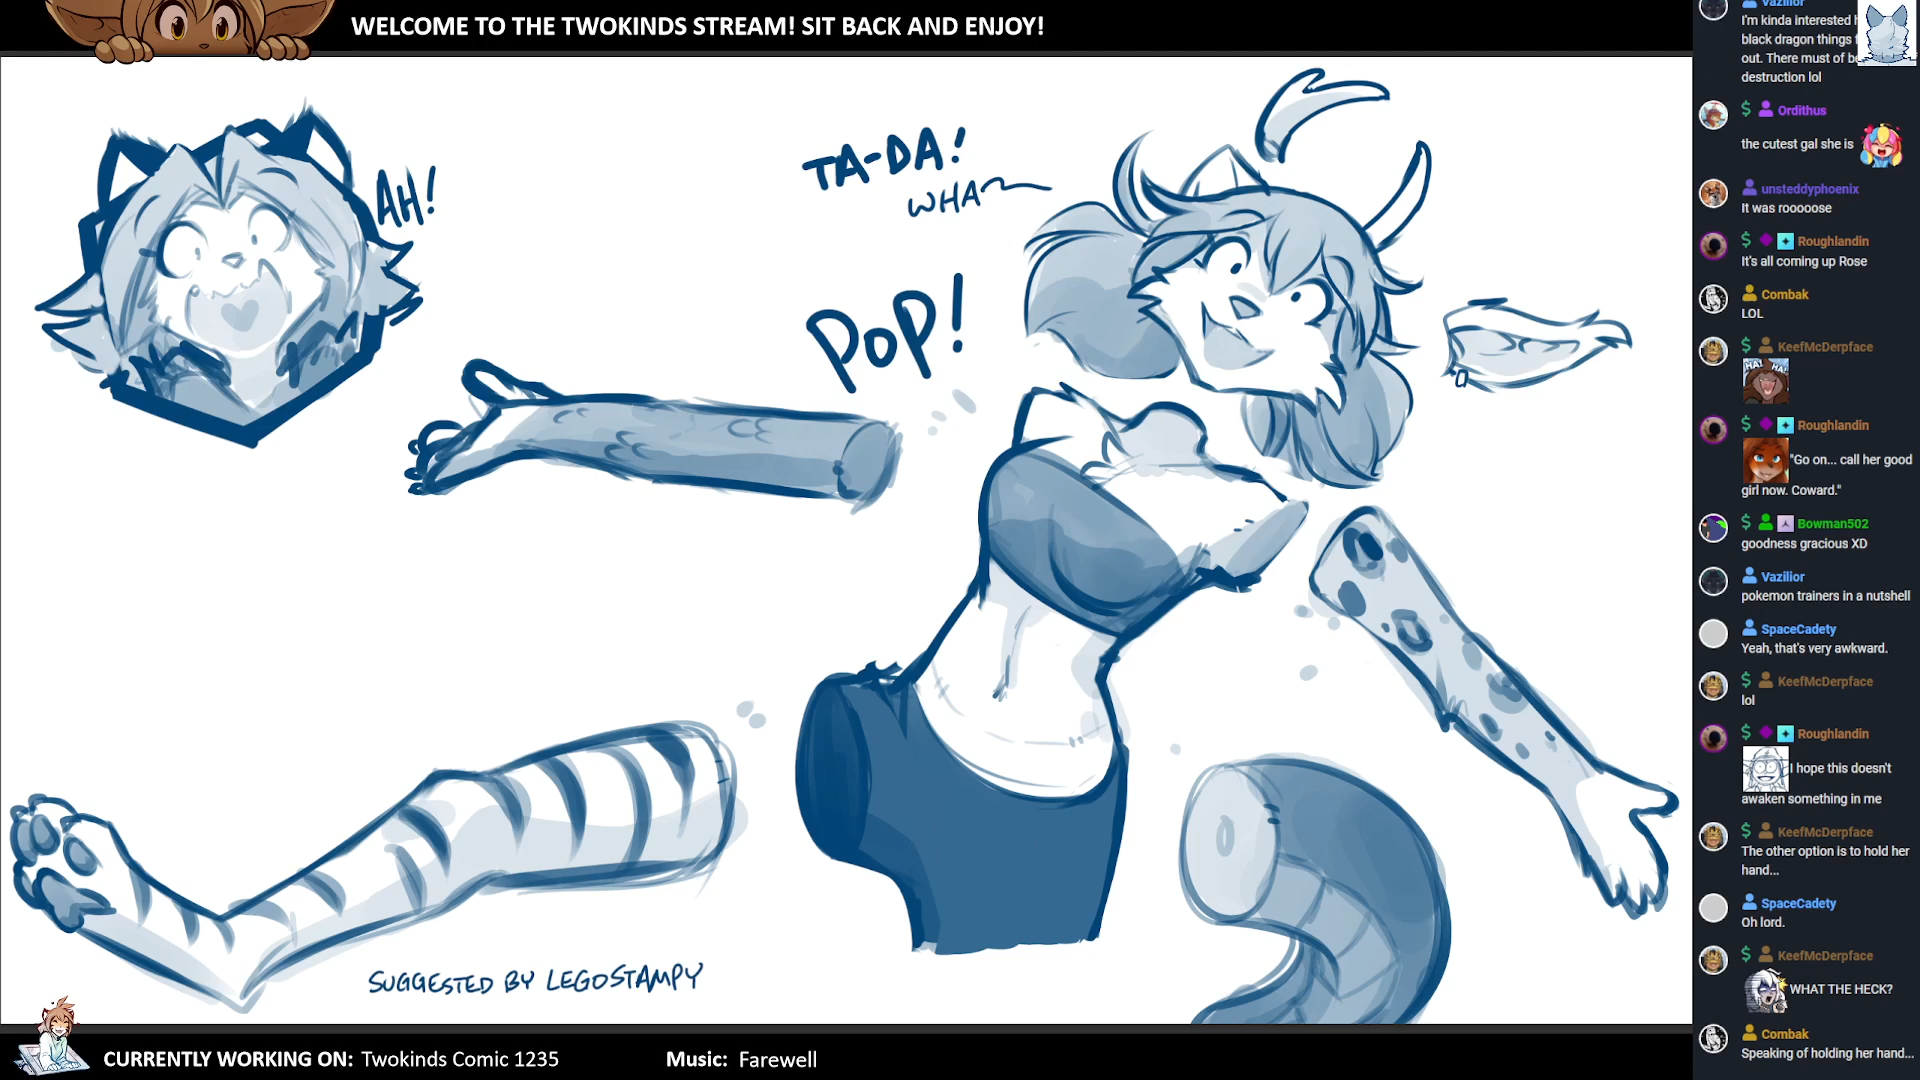 WELCOME TO THE TWOKINDS STREAM! SIT BACK AND ENJOY!
AH!
TA-DA!
WHA
POP!
SUGGESTED BY LEGOSTAMPY
CURRENTLY WORKING ON: Twokinds Comic 1235
Music: Farewell
Vazilior
I'm kinda interested
black dragon things
out. There must of
destruction lol
Ordithus
the cutest gal she is
unsteddyphoenix
It was rooooose
Roughlandin
It's all coming up Rose
Combak
LOL
KeefMcDerpface
HA! HA!
Roughlandin
"Go on... call her good
girl now. Coward."
Bowman502
goodness gracious XD
Vazilior
pokemon trainers in a nutshell
SpaceCadety
Yeah, that's very awkward.
KeefMcDerpface
lol
Roughlandin
I hope this doesn't
awaken something in me
KeefMcDerpface
The other option is to hold her
hand...
SpaceCadety
Oh lord.
KeefMcDerpface
WHAT THE HECK?
Combak
Speaking of holding her hand...